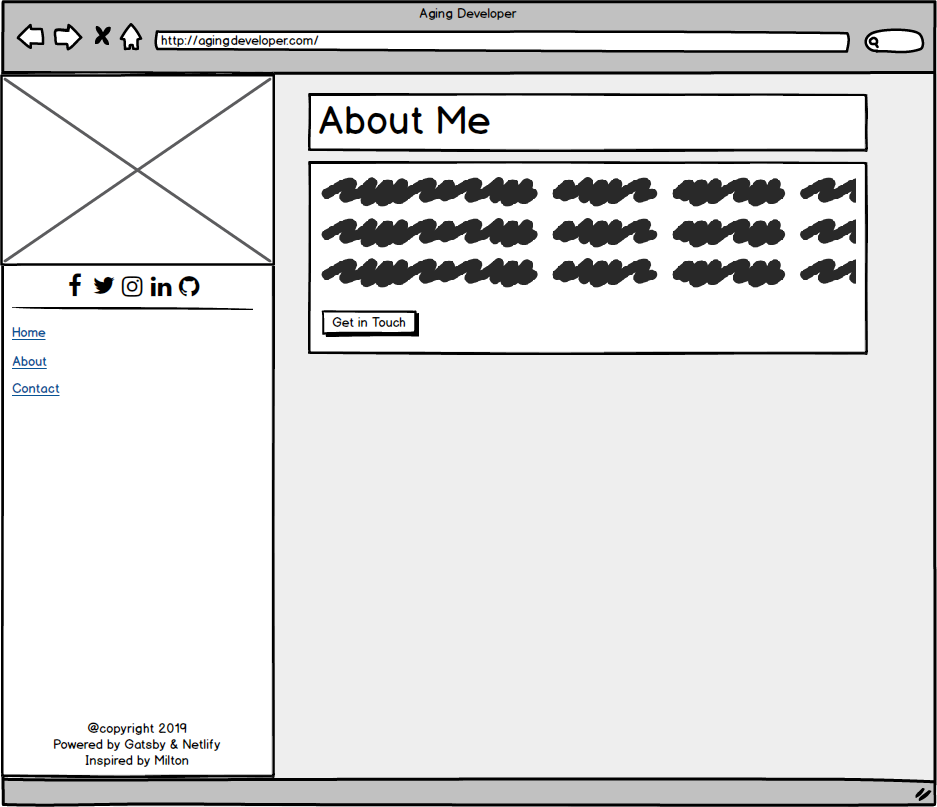 Aging Developer
http://agingdeveloper.com/
About Me
Get in Touch
Home
About
Contact
@copyright 2019
Powered by Gatsby & Netlify
Inspired by Milton